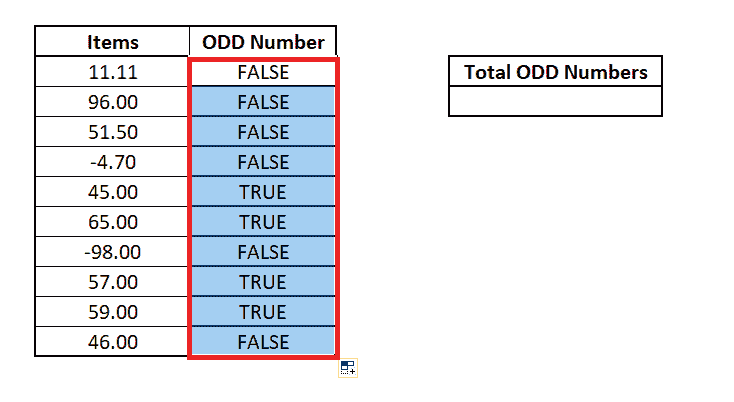 Items ODD Number
11.11 FALSE
96.00 FALSE
51.50 FALSE
-4.70 FALSE
45.00 TRUE
65.00 TRUE
-98.00 FALSE
57.00 TRUE
59.00 TRUE
46.00 FALSE
Total ODD Numbers